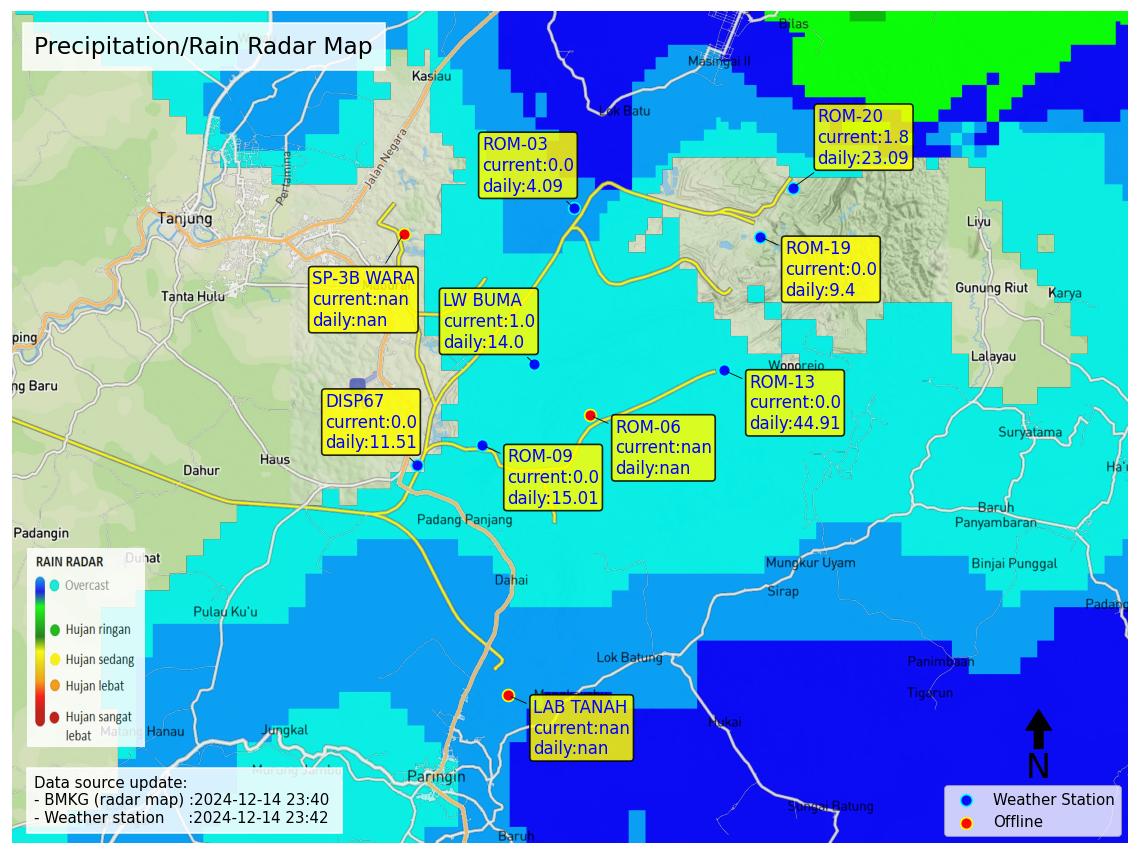 Precipitation/Rain Radar Map
Bilas
Masingai II
Kasiau
Lok Batu
ROM-20
current:1.8
daily:23.09
ROM-03
current:0.0
daily:4.09
Jalan Negara
Pertamina
Tanjung
Liyu
ROM-19
current:0.0
daily:9.4
SP-3B WARA
current:nan
daily:nan
Tanta Hulu
LW BUMA
current:1.0
daily:14.0
Gunung Riut
Karya
ping
Lalayau
Wonorejo
ng Baru
ROM-13
current:0.0
daily:44.91
DISP67
current:0.0
daily:11.51
ROM-06
current:nan
daily:nan
Suryatama
Haus
Dahur
ROM-09
current:0.0
daily:15.01
Padang Panjang
Baruh
Panyambaran
Padangin
Duhat
Mungkur Uyam
Binjai Punggal
Dahai
Sirap
Pulau Ku'u
RAIN RADAR
Overcast
Hujan ringan
Hujan sedang
Hujan lebat
Hujan sangat
lebat
Lok Batung
Panimbaan
Tigarun
LAB TANAH
current:nan
daily:nan
Hukai
Jungkal
Paringin
N
Data source update:
- BMKG (radar map) :2024-12-14 23:40
- Weather station :2024-12-14 23:42
Sungai Batung
Baruh
Weather Station
Offline